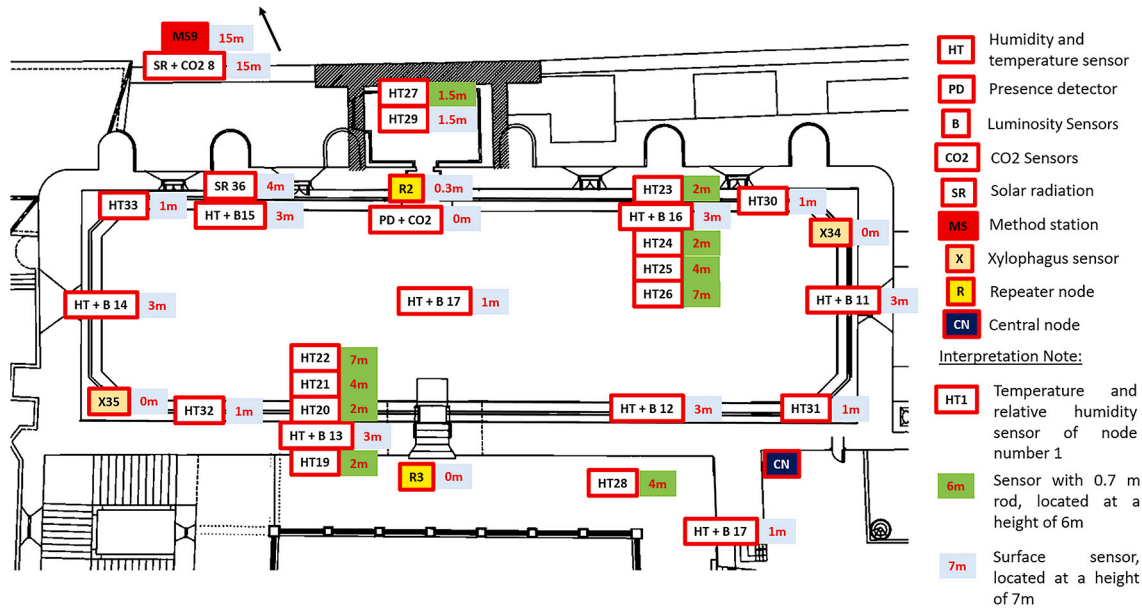 MS9 15m
SR + CO2 8 15m
HT27 1.5m
HT29 1.5m
SR 36 4m
R2 0.3m
HT23 2m
HT33 1m
HT + B15 3m
PD + CO2 0m
HT + B 16 3m
HT30 1m
X34 0m
HT24 2m
HT25 4m
HT26 7m
HT + B 14 3m
HT + B 17 1m
HT + B 11 3m
HT22 7m
HT21 4m
X35 0m
HT32 1m
HT20 2m
HT + B 12 3m
HT31 1m
HT + B 13 3m
HT19 2m
R3 0m
HT28 4m
CN
HT + B 17 1m
HT Humidity and
temperature sensor
PD Presence detector
B Luminosity Sensors
CO2 CO2 Sensors
SR Solar radiation
MS Method station
X Xylophagus sensor
R Repeater node
CN Central node
Interpretation Note:
HT1 Temperature and
relative humidity
sensor of node
number 1
6m Sensor with 0.7 m
rod, located at a
height of 6m
7m Surface sensor,
located at a height
of 7m